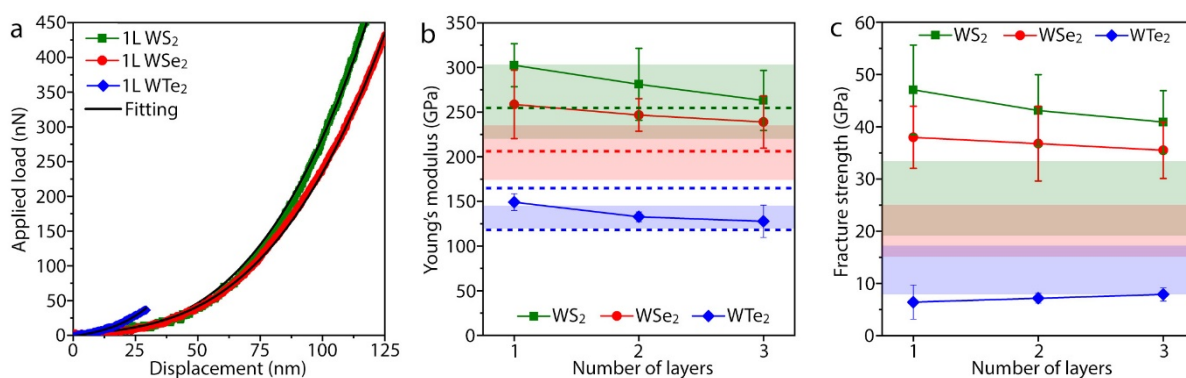 a
450
400
350
300
250
200
150
100
50
0
Applied load (nN)
1L WS₂
1L WSe₂
1L WTe₂
Fitting
0 25 50 75 100 125
Displacement (nm)
b
350
300
250
200
150
100
50
0
Young's modulus (GPa)
WS₂ WSe₂ WTe₂
1 2 3
Number of layers
c
60
50
40
30
20
10
0
Fracture strength (GPa)
WS₂ WSe₂ WTe₂
1 2 3
Number of layers